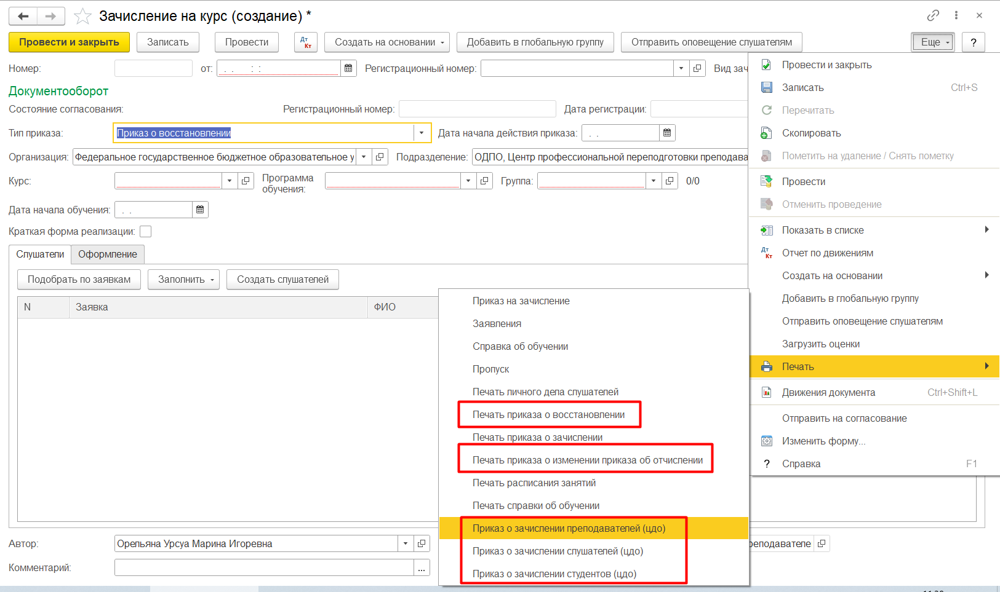 Зачисление на курс (создание) *
Провести и закрыть
Записать
Провести
Дт Кт
Создать на основании
Добавить в глобальную группу
Отправить оповещение слушателям
Еще
?
Номер:
от:
Регистрационный номер:
Вид зач
Документооборот
Состояние согласования:
Регистрационный номер:
Дата регистрации:
Тип приказа:
Приказ о восстановлении
Дата начала действия приказа:
Организация:
Федеральное государственное бюджетное образовательное у
Подразделение:
ОДПО, Центр профессиональной переподготовки преподава
Курс:
Программа
обучения:
Группа:
0/0
Дата начала обучения:
Краткая форма реализации:
Слушатели
Оформление
Подобрать по заявкам
Заполнить
Создать слушателей
N
Заявка
ФИО
Автор:
Орельяна Урсуа Марина Игоревна
реподавателе
Комментарий:
...
Провести и закрыть
Записать Ctrl+S
Перечитать
Скопировать
Пометить на удаление / Снять пометку
Провести
Отменить проведение
Показать в списке
Дт Кт Отчет по движениям
Создать на основании
Добавить в глобальную группу
Отправить оповещение слушателям
Загрузить оценки
Печать
Движения документа Ctrl+Shift+L
Отправить на согласование
Изменить форму...
? Справка F1
Приказ на зачисление
Заявления
Справка об обучении
Пропуск
Печать личного дела слушателей
Печать приказа о восстановлении
Печать приказа о зачислении
Печать приказа о изменении приказа об отчислении
Печать расписания занятий
Печать справки об обучении
Приказ о зачислении преподавателей (цдо)
Приказ о зачислении слушателей (цдо)
Приказ о зачислении студентов (цдо)